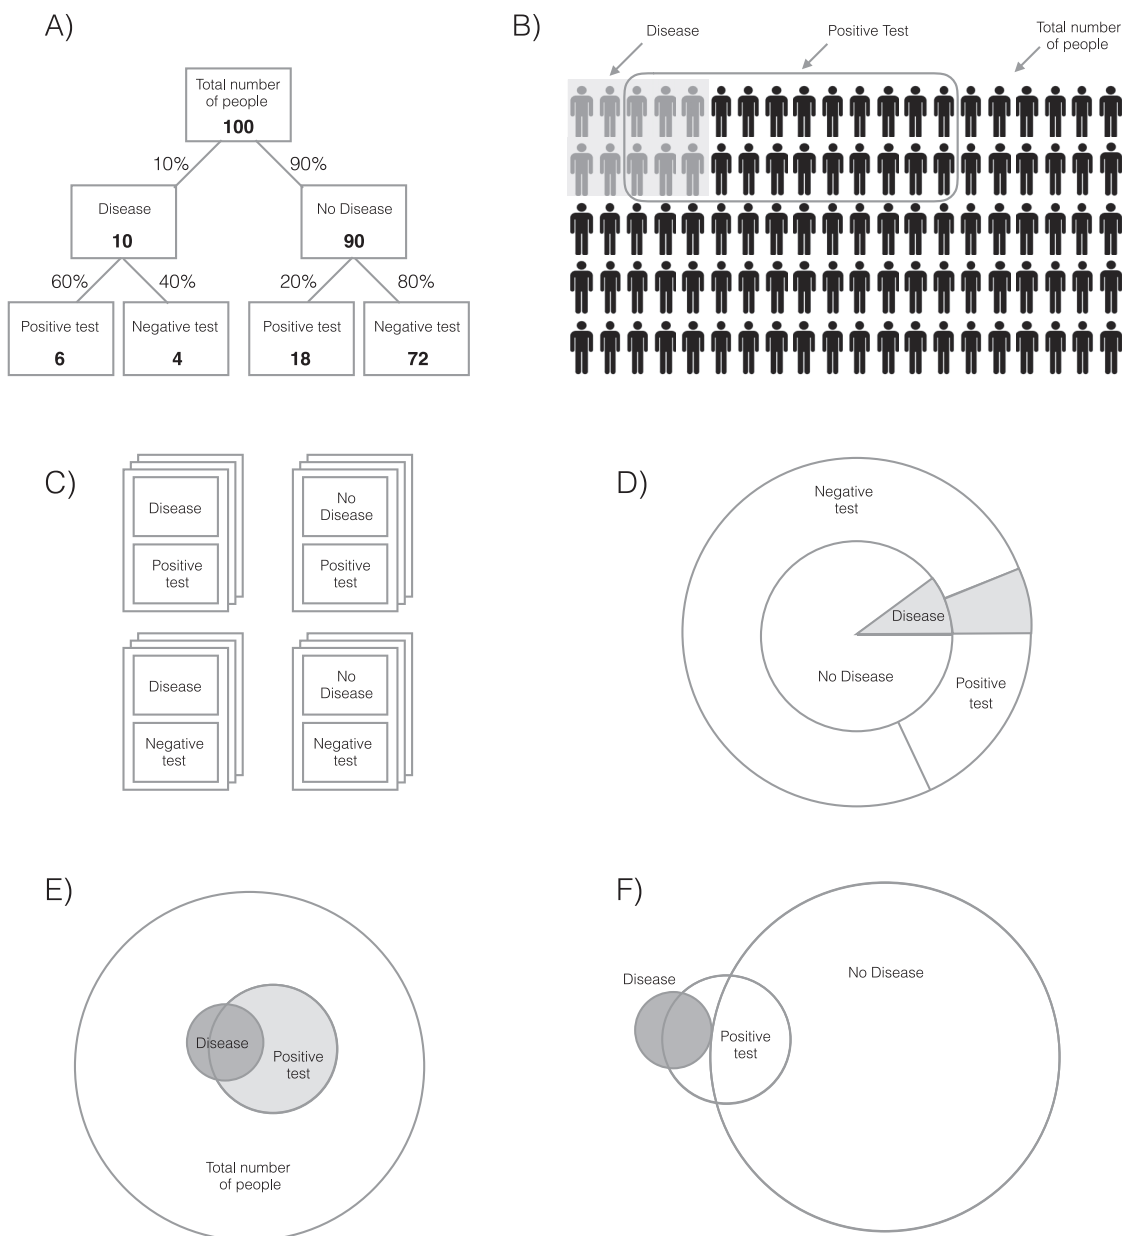 A)
Total number
of people
100
10%
90%
Disease
10
No Disease
90
60%
40%
20%
80%
Positive test
6
Negative test
4
Positive test
18
Negative test
72
B)
Disease
Positive Test
Total number
of people
C)
Disease
Positive
test
No
Disease
Positive
test
Disease
Negative
test
No
Disease
Negative
test
D)
Negative
test
Disease
No Disease
Positive
test
E)
Disease
Positive
test
Total number
of people
F)
Disease
No Disease
Positive
test